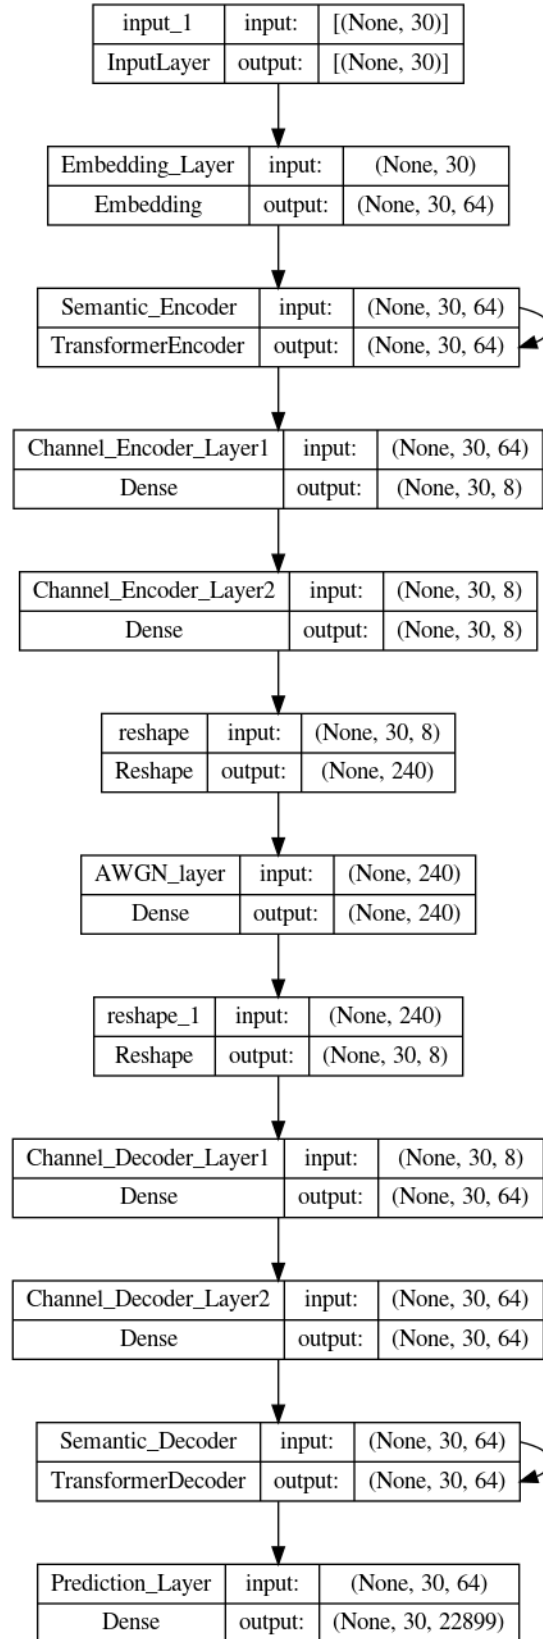 input_1 input: [(None, 30)]
InputLayer output: [(None, 30)]
Embedding_Layer input: (None, 30)
Embedding output: (None, 30, 64)
Semantic_Encoder input: (None, 30, 64)
TransformerEncoder output: (None, 30, 64)
Channel_Encoder_Layer1 input: (None, 30, 64)
Dense output: (None, 30, 8)
Channel_Encoder_Layer2 input: (None, 30, 8)
Dense output: (None, 30, 8)
reshape input: (None, 30, 8)
Reshape output: (None, 240)
AWGN_layer input: (None, 240)
Dense output: (None, 240)
reshape_1 input: (None, 240)
Reshape output: (None, 30, 8)
Channel_Decoder_Layer1 input: (None, 30, 8)
Dense output: (None, 30, 64)
Channel_Decoder_Layer2 input: (None, 30, 64)
Dense output: (None, 30, 64)
Semantic_Decoder input: (None, 30, 64)
TransformerDecoder output: (None, 30, 64)
Prediction_Layer input: (None, 30, 64)
Dense output: (None, 30, 22899)